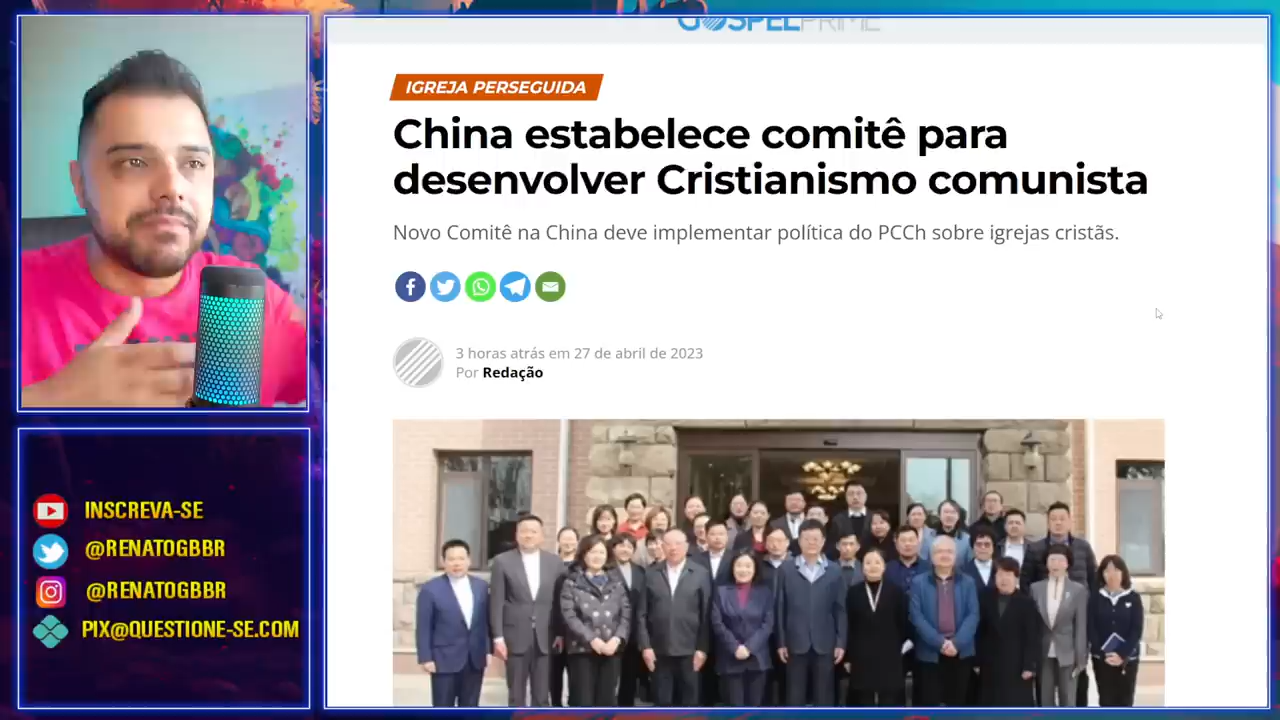 GOSPELPRIME
IGREJA PERSEGUIDA
China estabelece comitê para
desenvolver Cristianismo comunista
Novo Comitê na China deve implementar política do PCCh sobre igrejas cristãs.
3 horas atrás em 27 de abril de 2023
Por Redação
INSCREVA-SE
@RENATOGBBR
@RENATOGBBR
PIX@QUESTIONE-SE.COM